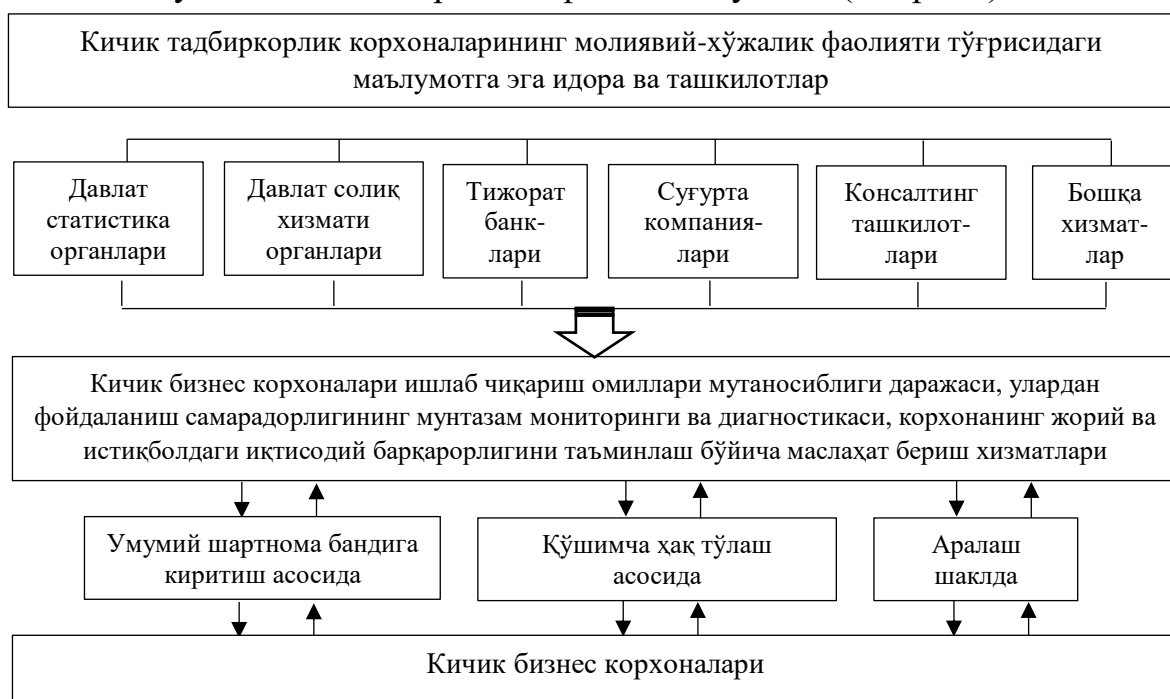 Кичик тадбиркорлик корхоналарининг молиявий-хўжалик фаолияти тўғрисидаги
маълумотга эга идора ва ташкилотлар
Давлат
статистика
органлари
Давлат солиқ
хизмати
органлари
Тижорат
банк-
лари
Суғурта
компания-
лари
Консалтинг
ташкилот-
лари
Бошқа
хизмат-
лар
Кичик бизнес корхоналари ишлаб чиқариш омиллари мутаносиблиги даражаси, улардан
фойдаланиш самарадорлигининг мунтазам мониторинги ва диагностикаси, корхонанинг жорий ва
истиқболдаги иқтисодий барқарорлигини таъминлаш бўйича маслаҳат бериш хизматлари
Умумий шартнома бандига
киритиш асосида
Қўшимча ҳақ тўлаш
асосида
Аралаш
шаклда
Кичик бизнес корхоналари